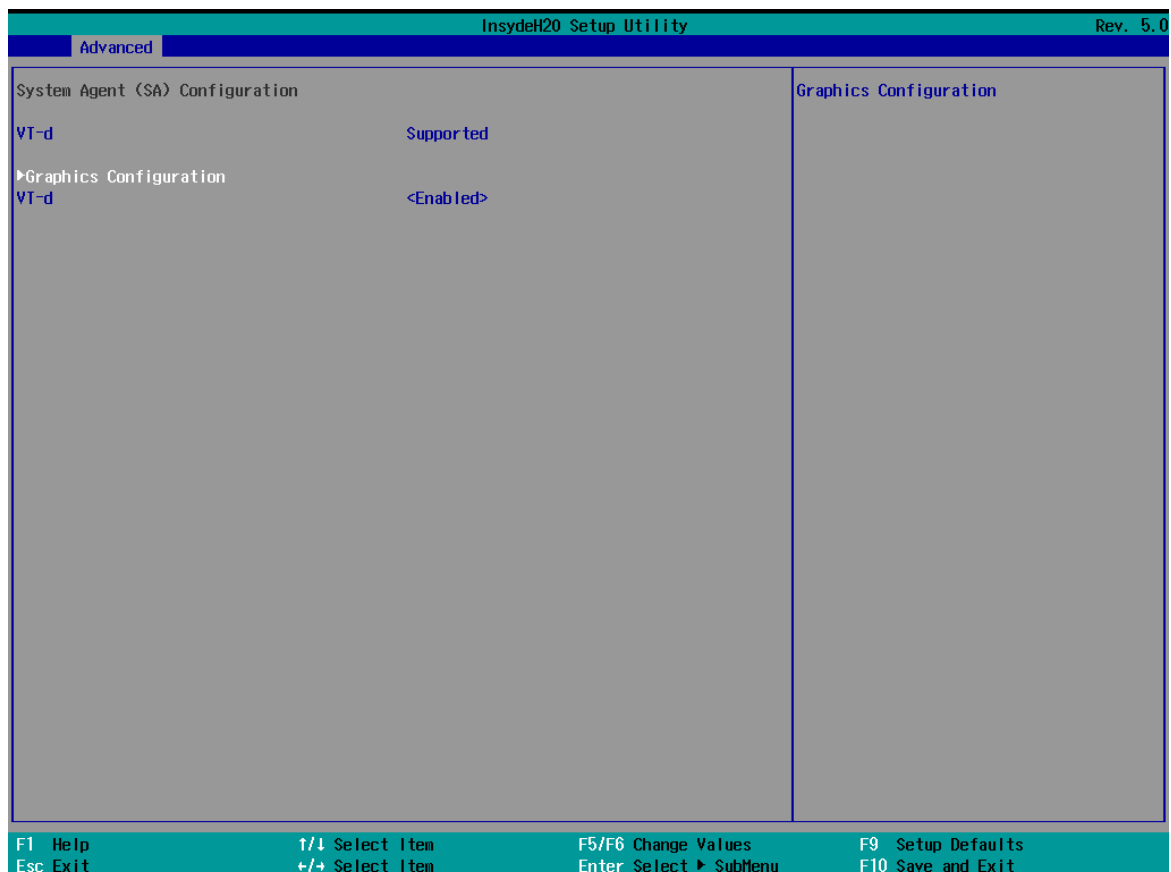 InsydeH2O Setup Utility Rev. 5.0
Advanced
System Agent (SA) Configuration Graphics Configuration
VT-d Supported
▶Graphics Configuration
VT-d <Enabled>
F1 Help ↑/↓ Select Item F5/F6 Change Values F9 Setup Defaults
Esc Exit ←/→ Select Item Enter Select ▶ SubMenu F10 Save and Exit